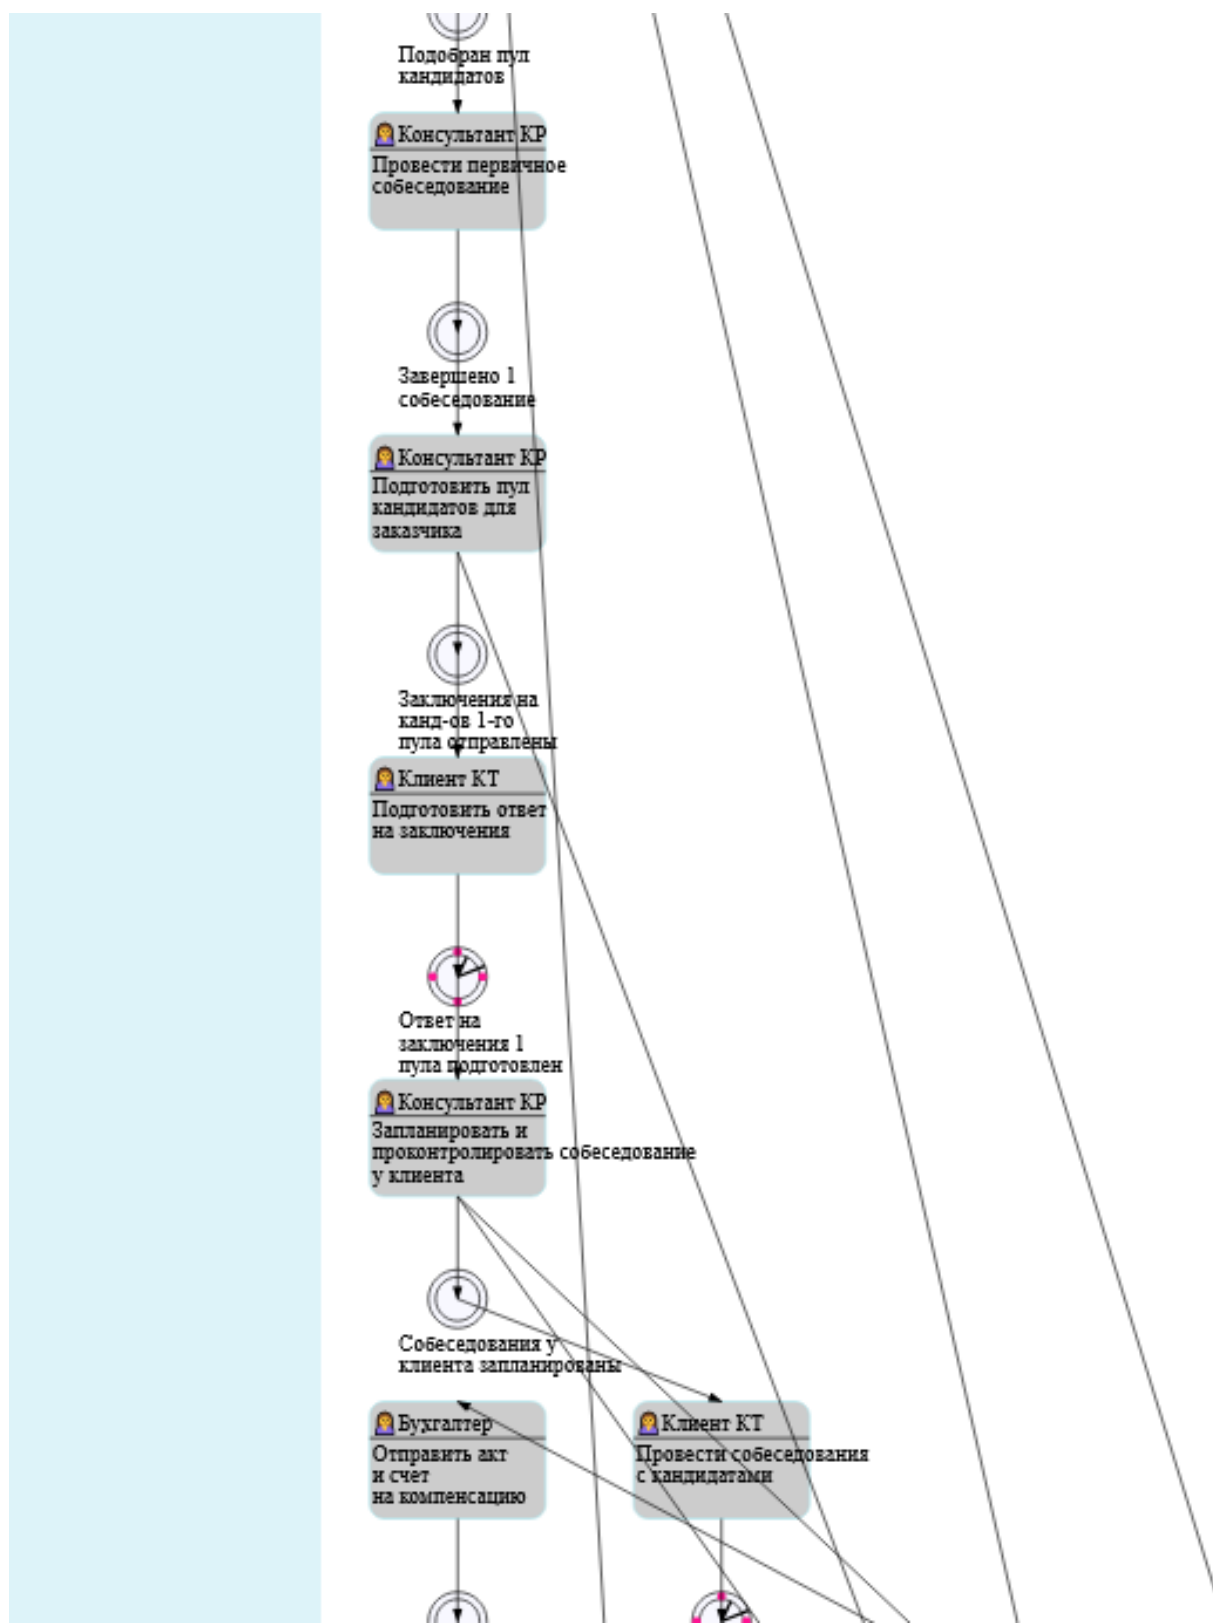 Подобран пул
кандидатов
Консультант КР
Провести первичное
собеседование
Завершено 1
собеседование
Консультант КР
Подготовить пул
кандидатов для
заказчика
Заключения на
канд-ов 1-го
пула отправлены
Клиент КТ
Подготовить ответ
на заключения
Ответ на
заключения 1
пула подготовлен
Консультант КР
Запланировать и
проконтролировать собеседование
у клиента
Собеседования у
клиента запланированы
Бухгалтер
Отправить акт
и счет
на компенсацию
Клиент КТ
Провести собеседования
с кандидатами